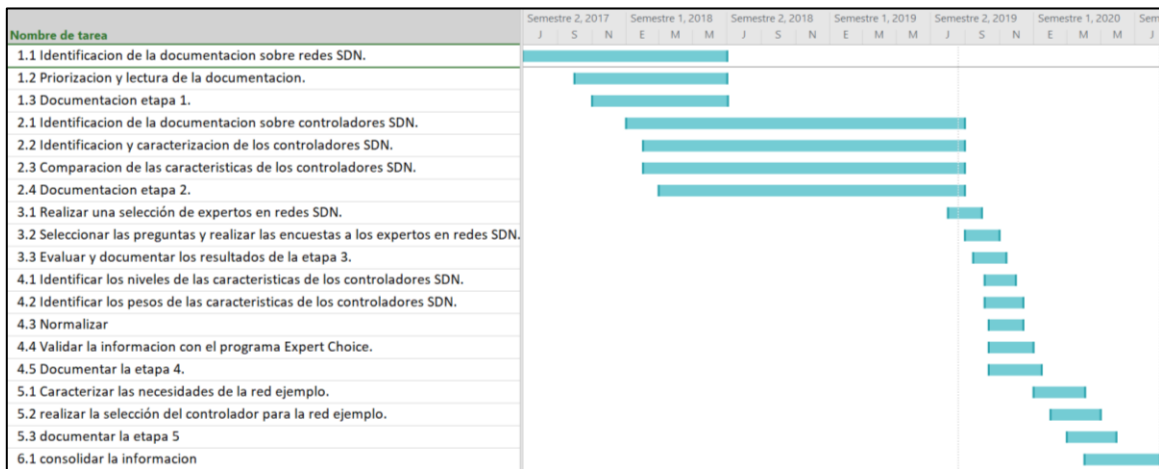 Semestre 2, 2017 Semestre 1, 2018 Semestre 2, 2018 Semestre 1, 2019 Semestre 2, 2019 Semestre 1, 2020 Sem
Nombre de tarea J S N E M M J S N E M M J S N E M M J
1.1 Identificacion de la documentacion sobre redes SDN.
1.2 Priorizacion y lectura de la documentacion.
1.3 Documentacion etapa 1.
2.1 Identificacion de la documentacion sobre controladores SDN.
2.2 Identificacion y caracterizacion de los controladores SDN.
2.3 Comparacion de las caracteristicas de los controladores SDN.
2.4 Documentacion etapa 2.
3.1 Realizar una selección de expertos en redes SDN.
3.2 Seleccionar las preguntas y realizar las encuestas a los expertos en redes SDN.
3.3 Evaluar y documentar los resultados de la etapa 3.
4.1 Identificar los niveles de las caracteristicas de los controladores SDN.
4.2 Identificar los pesos de las caracteristicas de los controladores SDN.
4.3 Normalizar
4.4 Validar la informacion con el programa Expert Choice.
4.5 Documentar la etapa 4.
5.1 Caracterizar las necesidades de la red ejemplo.
5.2 realizar la selección del controlador para la red ejemplo.
5.3 documentar la etapa 5
6.1 consolidar la informacion